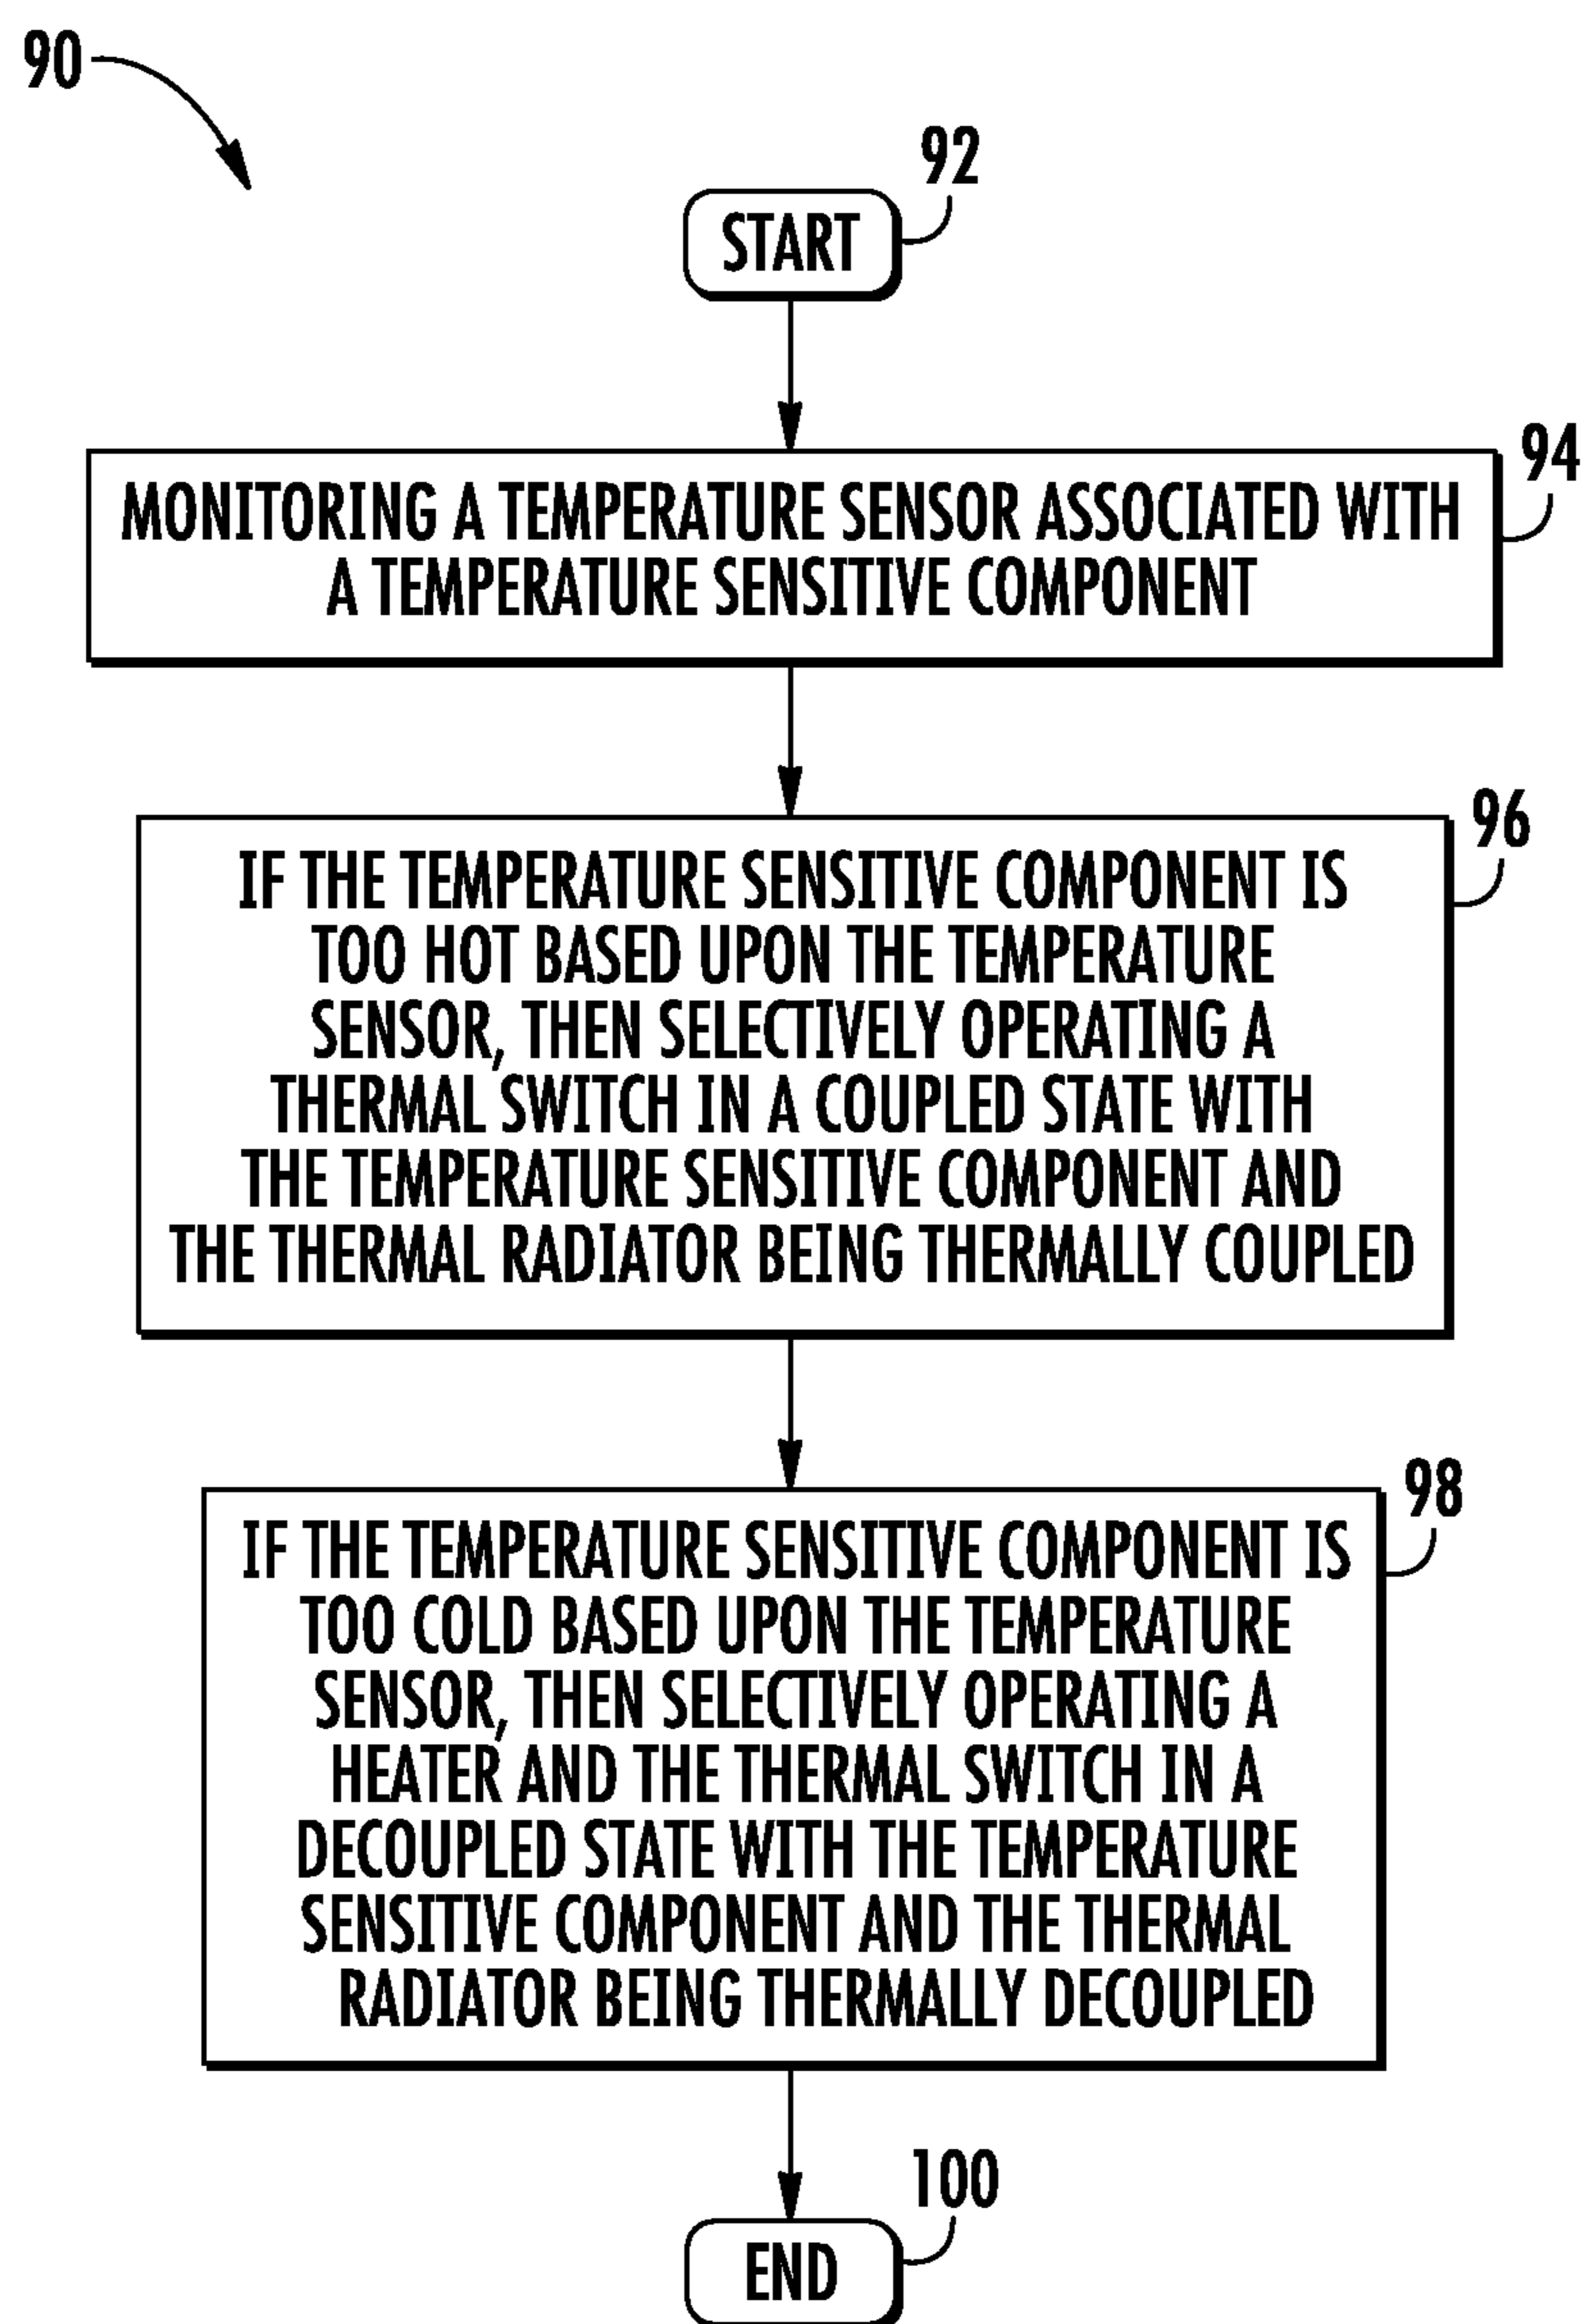 90
92
START
94
MONITORING A TEMPERATURE SENSOR ASSOCIATED WITH
A TEMPERATURE SENSITIVE COMPONENT
96
IF THE TEMPERATURE SENSITIVE COMPONENT IS
TOO HOT BASED UPON THE TEMPERATURE
SENSOR, THEN SELECTIVELY OPERATING A
THERMAL SWITCH IN A COUPLED STATE WITH
THE TEMPERATURE SENSITIVE COMPONENT AND
THE THERMAL RADIATOR BEING THERMALLY COUPLED
98
IF THE TEMPERATURE SENSITIVE COMPONENT IS
TOO COLD BASED UPON THE TEMPERATURE
SENSOR, THEN SELECTIVELY OPERATING A
HEATER AND THE THERMAL SWITCH IN A
DECOUPLED STATE WITH THE TEMPERATURE
SENSITIVE COMPONENT AND THE THERMAL
RADIATOR BEING THERMALLY DECOUPLED
100
END